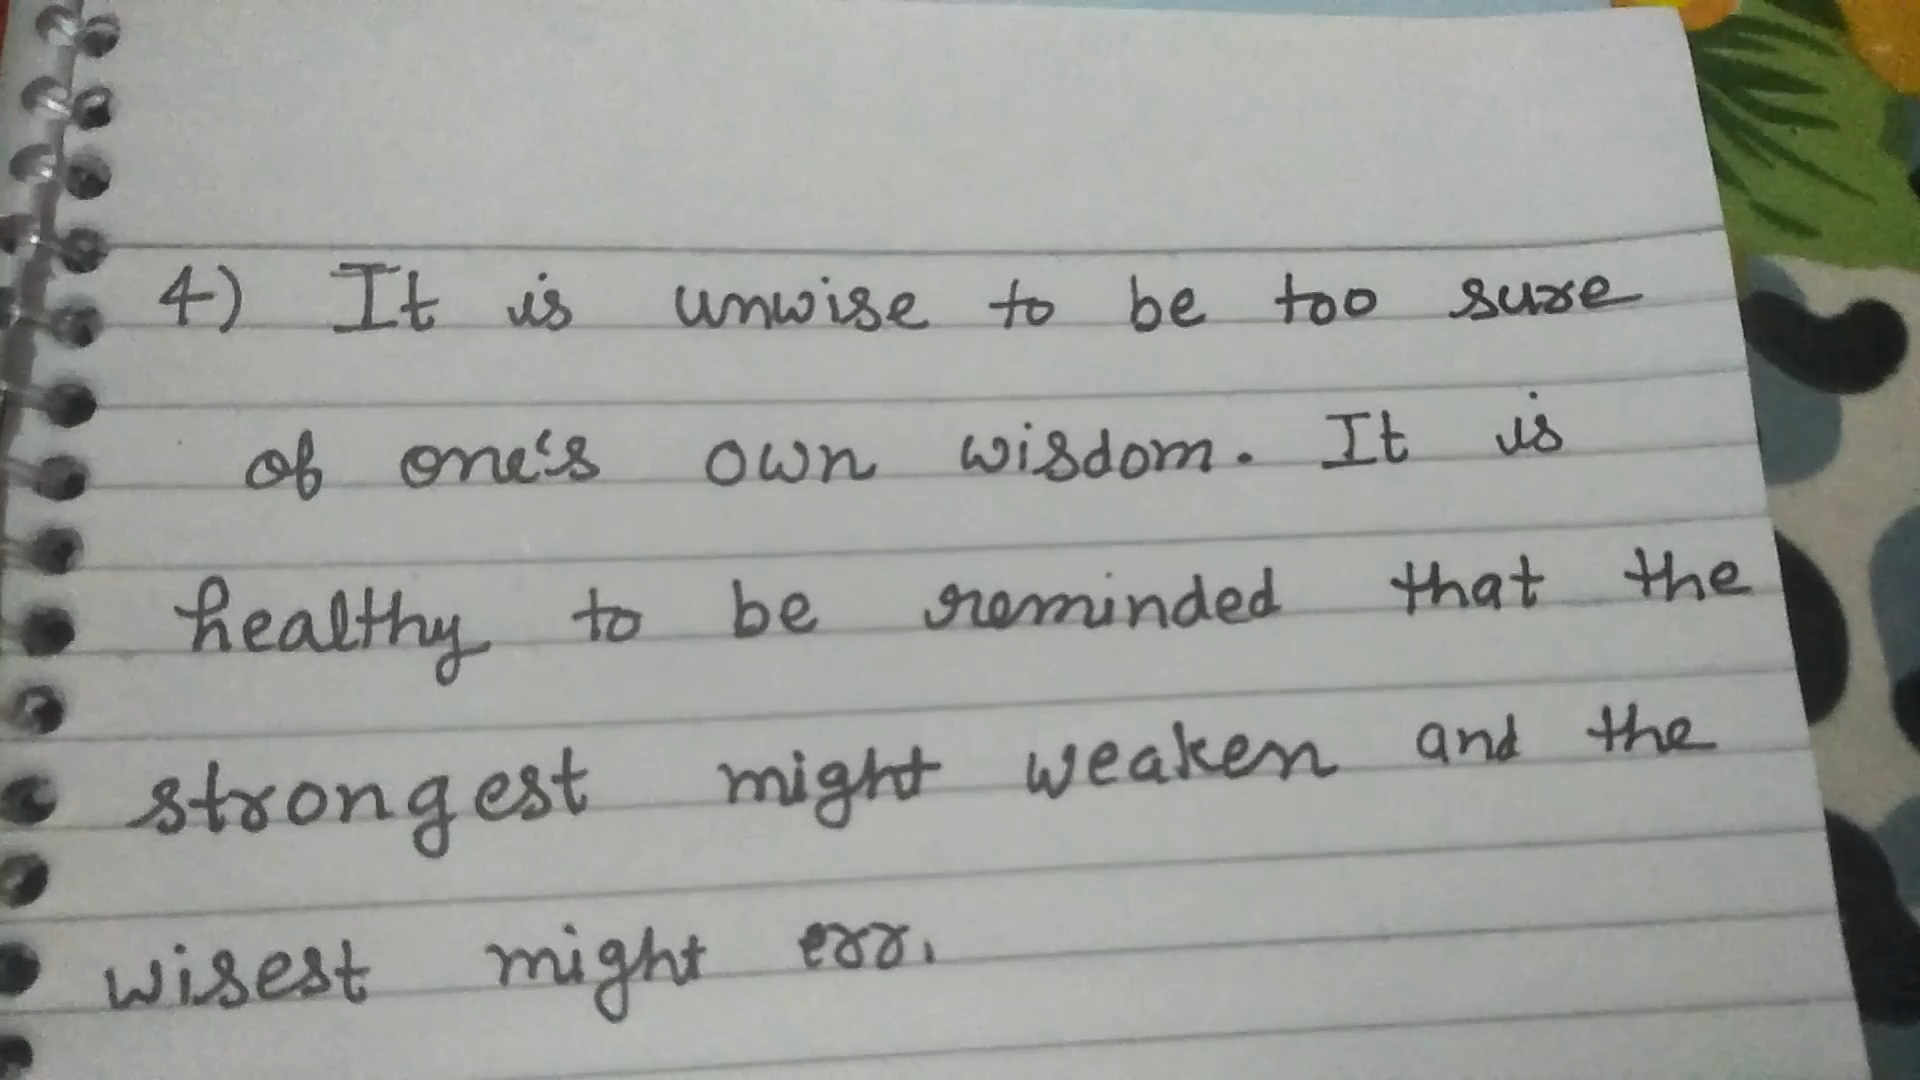 4) It is unwise to be too sure
of one's own wisdom. It is
healthy to be reminded that the
strongest might weaken and the
wisest might err.